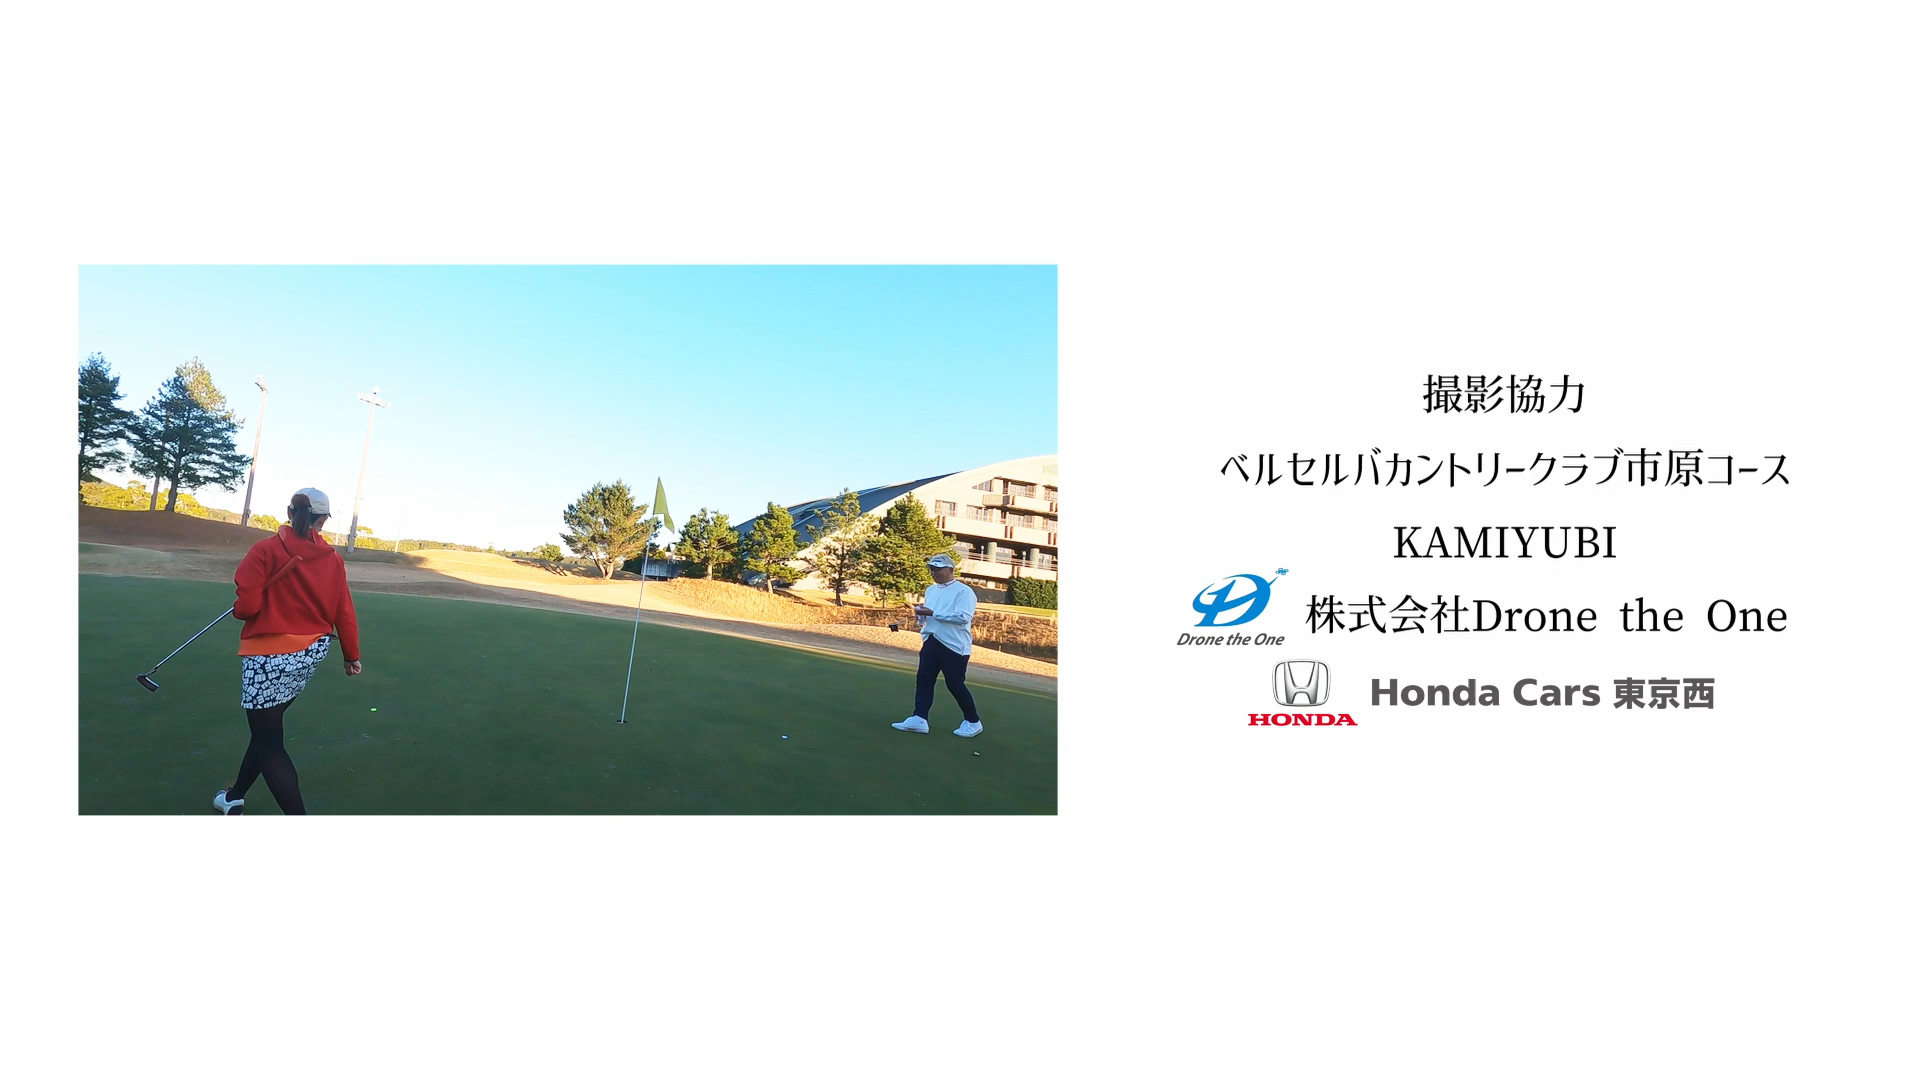 撮影協力
ベルセルバカントリークラブ市原コース
KAMIYUBI
Drone the One 株式会社Drone the One
HONDA Honda Cars 東京西